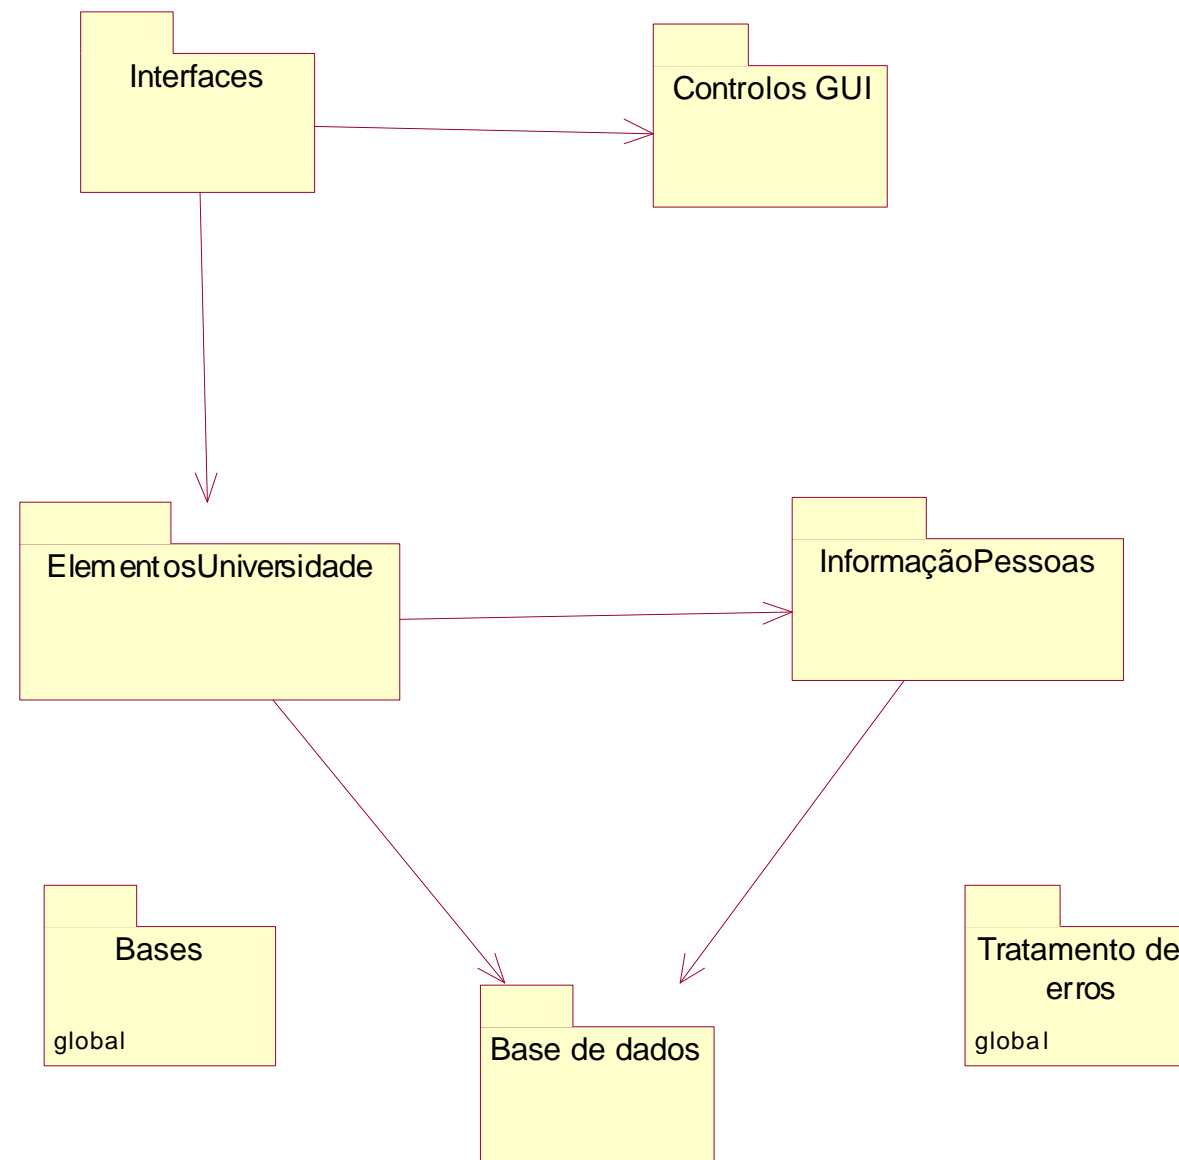 Interfaces
Controlos GUI
ElementosUniversidade
InformaçãoPessoas
Bases
global
Base de dados
Tratamento de
erros
global